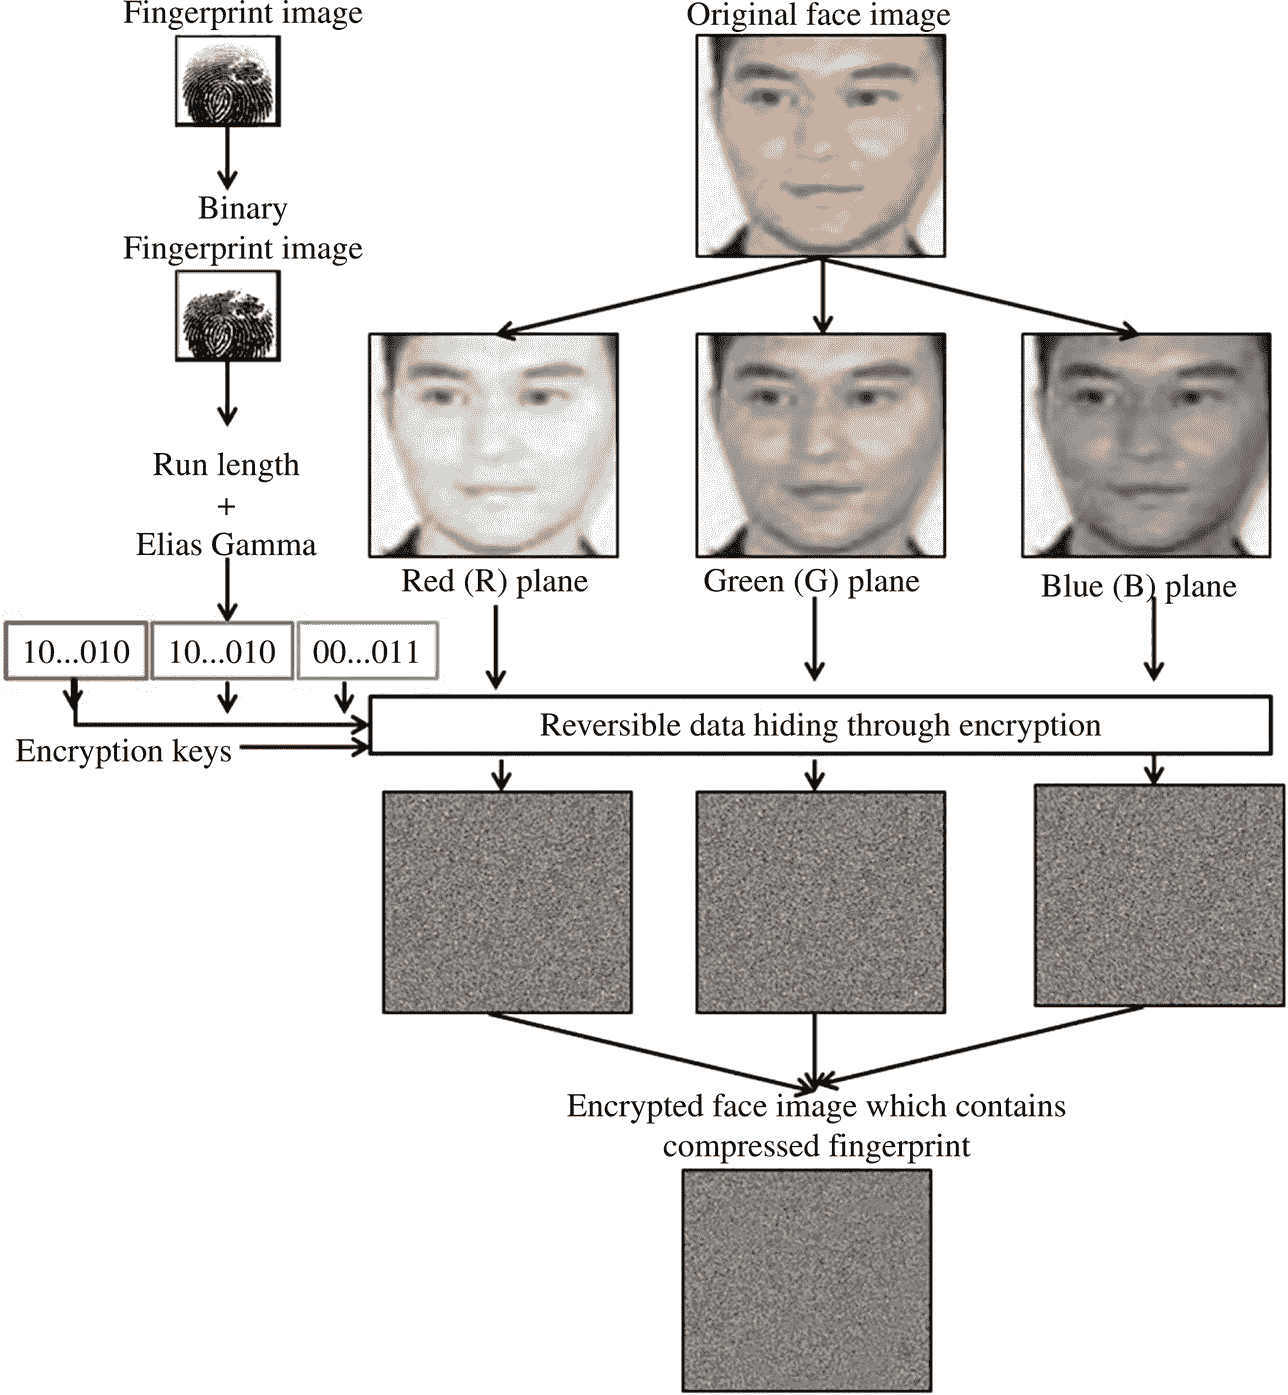 Fingerprint image
Original face image
Binary
Fingerprint image
Run length
+
Elias Gamma
Red (R) plane
Green (G) plane
Blue (B) plane
10...010
10...010
00...011
Reversible data hiding through encryption
Encryption keys
Encrypted face image which contains
compressed fingerprint